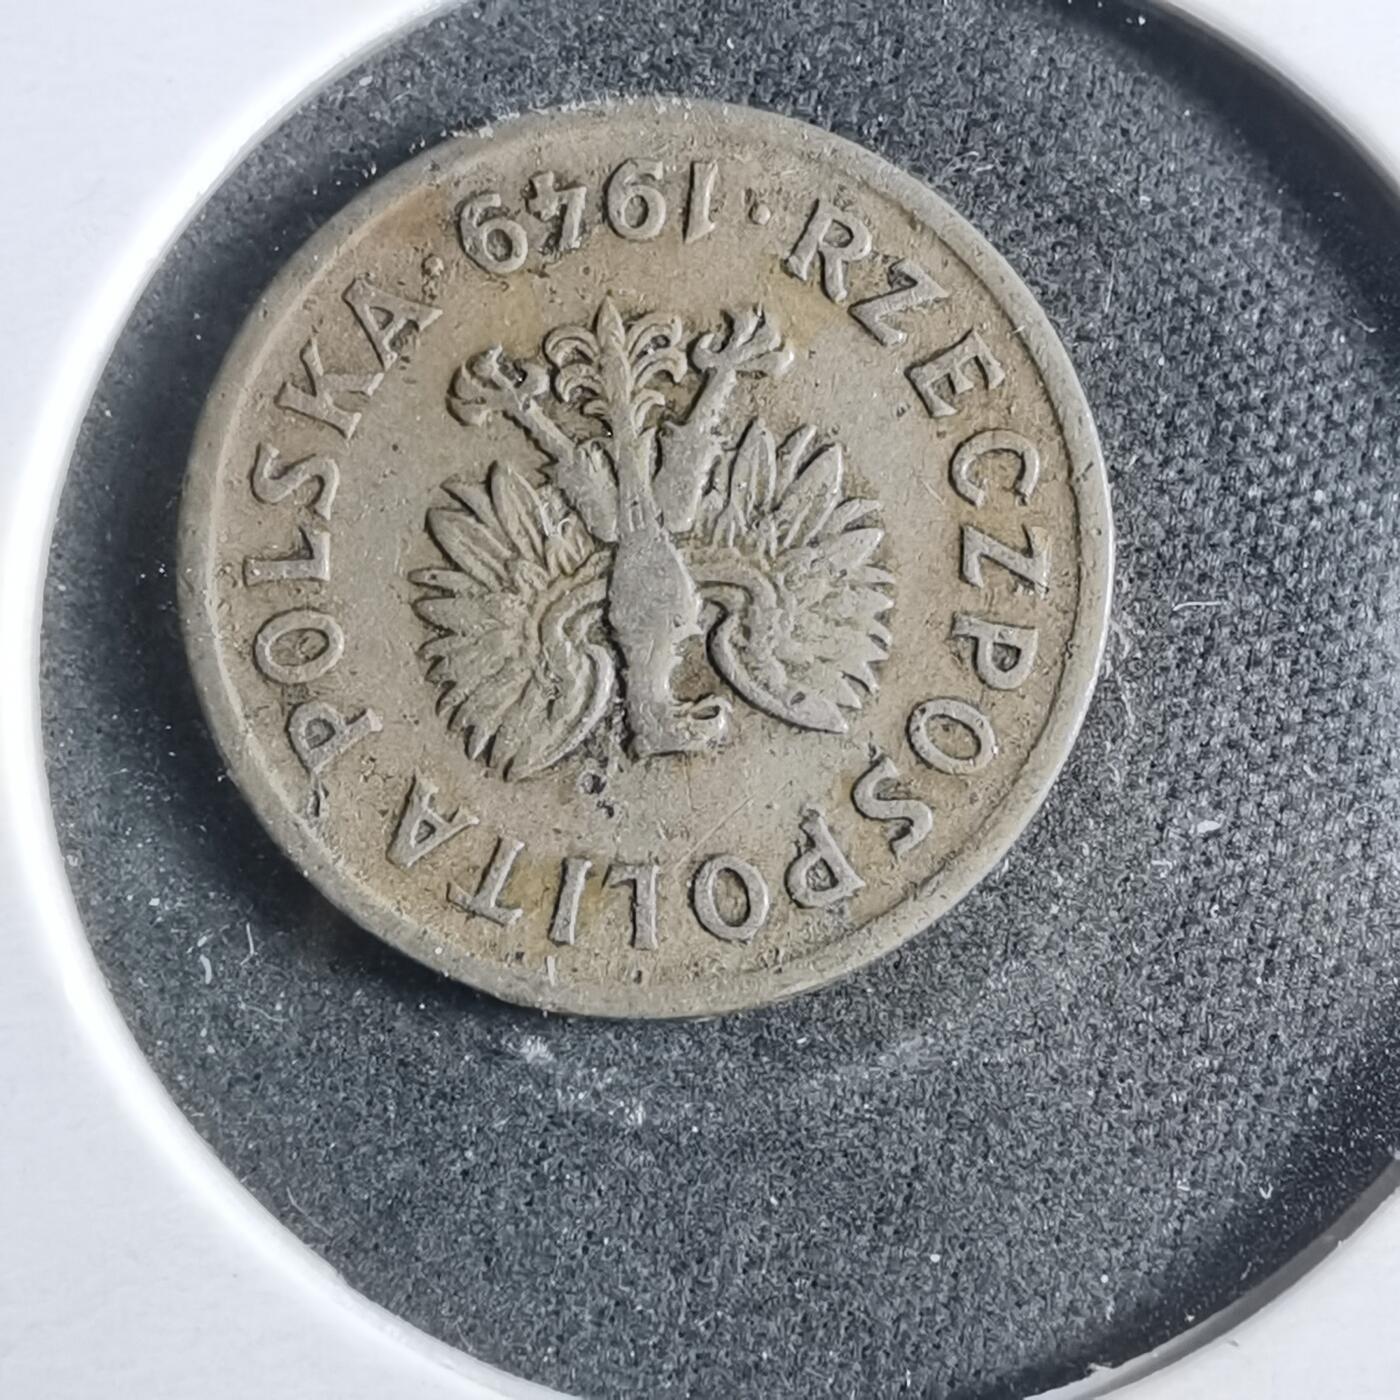 RZECZPOSPOLITA POLSKA · 1949 ·